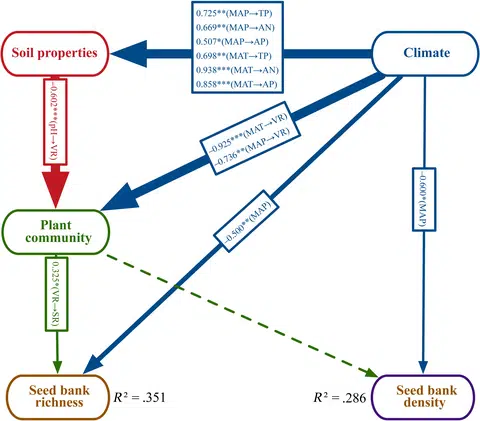 0.725**(MAP→TP)
0.669**(MAP→AN)
0.507*(MAP→AP)
0.698**(MAT→TP)
0.938***(MAT→AN)
0.858***(MAT→AP)
Soil properties
Climate
−0.602***(pH→VR)
−0.925***(MAT→VR)
−0.736**(MAP→VR)
−0.600*(MAP)
−0.500**(MAP)
Plant
community
0.325*(VR→SR)
Seed bank
richness
R² = .351
R² = .286
Seed bank
density